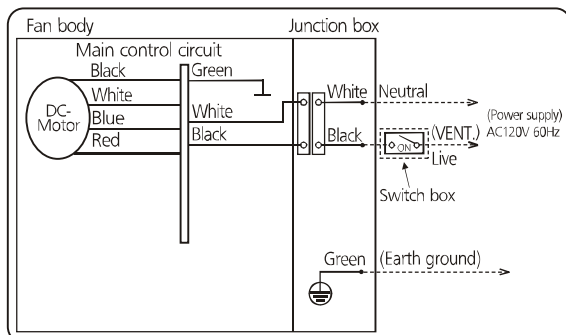 Fan body
Junction box
Main control circuit
Black
Green
White
DC-
Motor
Blue
Red
White
Black
White
Neutral
Black
(VENT.)
Live
ON
(Power supply)
AC120V 60Hz
Switch box
Green
(Earth ground)